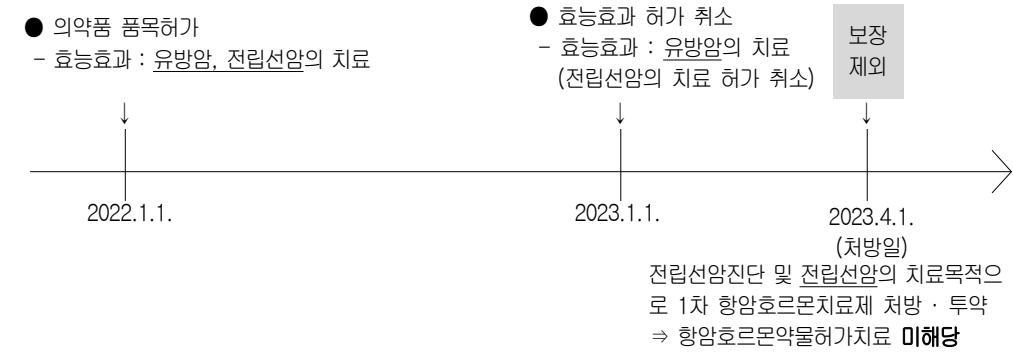 ● 의약품 품목허가
- 효능효과 : 유방암, 전립선암의 치료
● 효능효과 허가 취소
- 효능효과 : 유방암의 치료
(전립선암의 치료 허가 취소)
보장
제외
↓
↓
↓
2022.1.1.
2023.1.1.
2023.4.1.
(처방일)
전립선암진단 및 전립선암의 치료목적으
로 1차 항암호르몬치료제 처방 · 투약
⇒ 항암호르몬약물허가치료 미해당